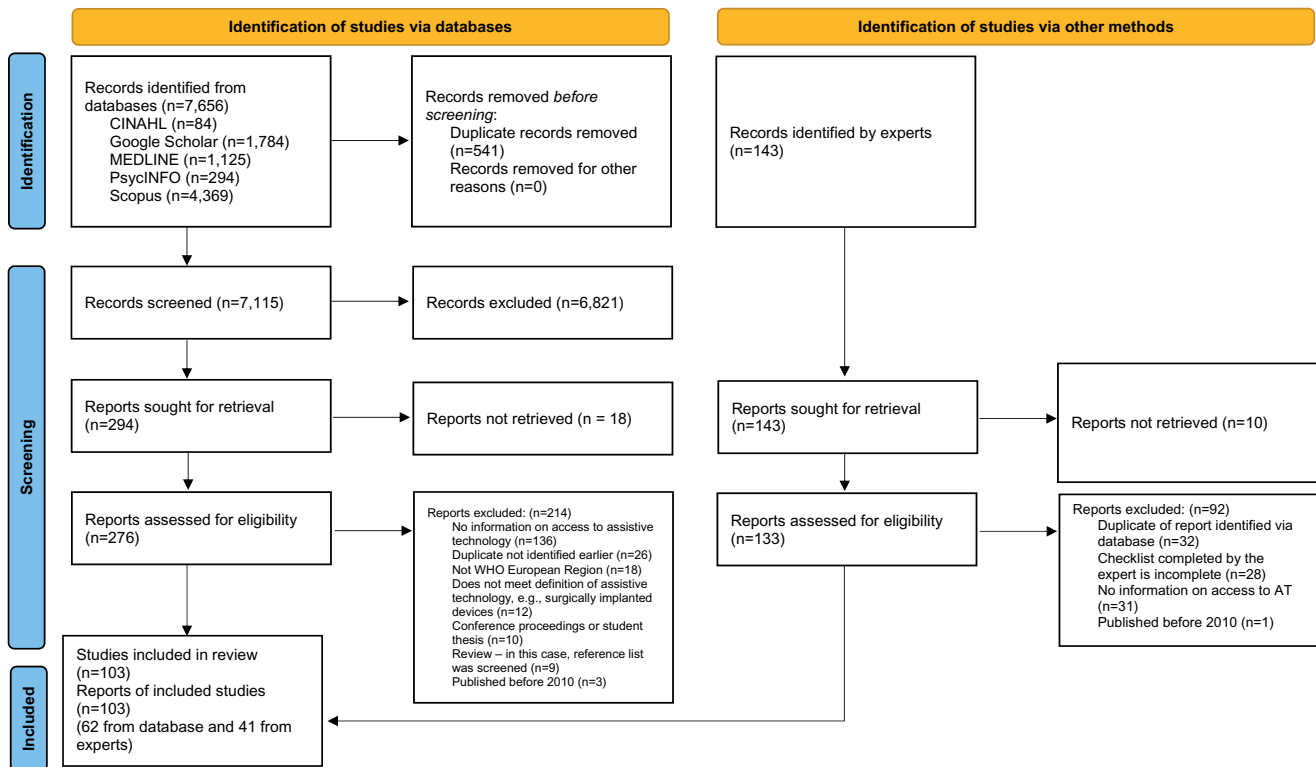 Identification of studies via databases
Identification of studies via other methods
Identification
Records identified from
databases (n=7,656)
CINAHL (n=84)
Google Scholar (n=1,784)
MEDLINE (n=1,125)
PsycINFO (n=294)
Scopus (n=4,369)
Records removed before
screening:
Duplicate records removed
(n=541)
Records removed for other
reasons (n=0)
Records identified by experts
(n=143)
Screening
Records screened (n=7,115)
Records excluded (n=6,821)
Reports sought for retrieval
(n=294)
Reports not retrieved (n = 18)
Reports sought for retrieval
(n=143)
Reports not retrieved (n=10)
Reports assessed for eligibility
(n=276)
Reports excluded: (n=214)
No information on access to assistive
technology (n=136)
Duplicate not identified earlier (n=26)
Not WHO European Region (n=18)
Does not meet definition of assistive
technology, e.g., surgically implanted
devices (n=12)
Conference proceedings or student
thesis (n=10)
Review – in this case, reference list
was screened (n=9)
Published before 2010 (n=3)
Reports assessed for eligibility
(n=133)
Reports excluded: (n=92)
Duplicate of report identified via
database (n=32)
Checklist completed by the
expert is incomplete (n=28)
No information on access to AT
(n=31)
Published before 2010 (n=1)
Included
Studies included in review
(n=103)
Reports of included studies
(n=103)
(62 from database and 41 from
experts)